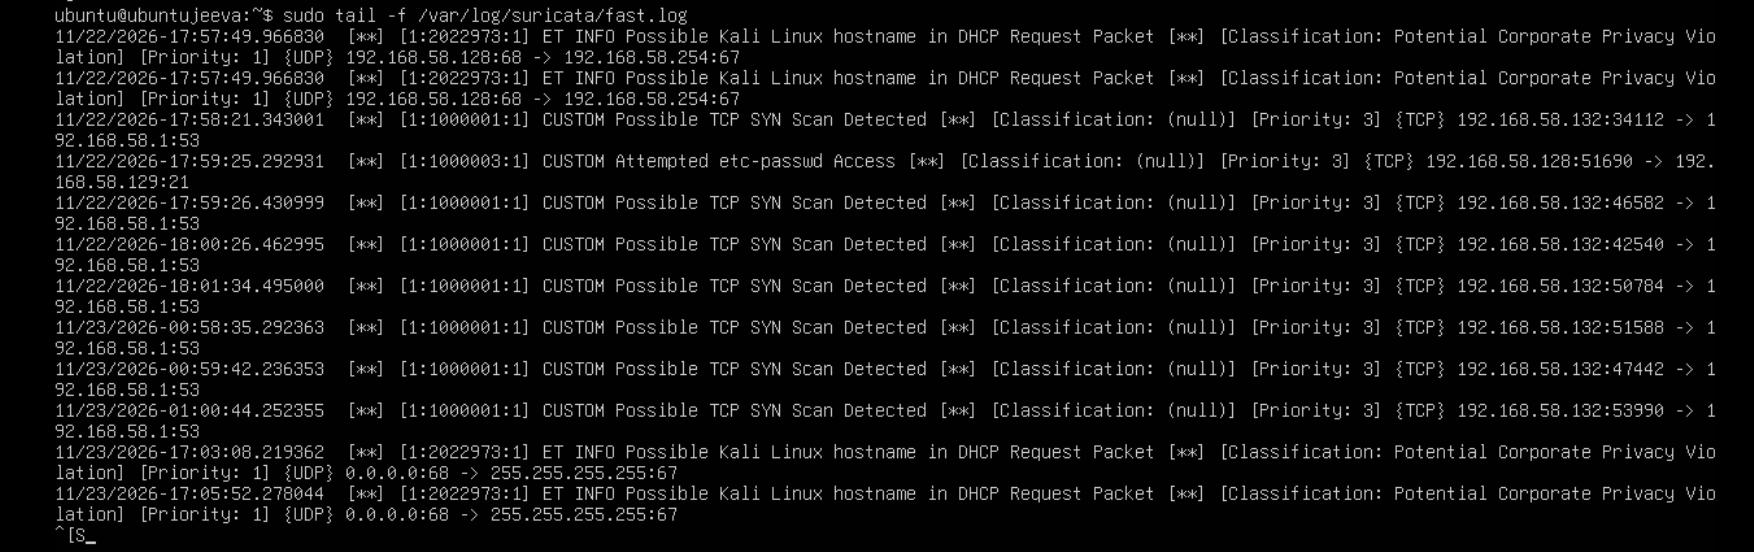 ubuntu@ubuntujeeva:~$ sudo tail -f /var/log/suricata/fast.log
11/22/2026-17:57:49.966830  [**] [1:2022973:1] ET INFO Possible Kali Linux hostname in DHCP Request Packet [**] [Classification: Potential Corporate Privacy Vio
lation] [Priority: 1] {UDP} 192.168.58.128:68 -> 192.168.58.254:67
11/22/2026-17:57:49.966830  [**] [1:2022973:1] ET INFO Possible Kali Linux hostname in DHCP Request Packet [**] [Classification: Potential Corporate Privacy Vio
lation] [Priority: 1] {UDP} 192.168.58.128:68 -> 192.168.58.254:67
11/22/2026-17:58:21.343001  [**] [1:1000001:1] CUSTOM Possible TCP SYN Scan Detected [**] [Classification: (null)] [Priority: 3] {TCP} 192.168.58.132:34112 -> 1
92.168.58.1:53
11/22/2026-17:59:25.292931  [**] [1:1000003:1] CUSTOM Attempted etc-passwd Access [**] [Classification: (null)] [Priority: 3] {TCP} 192.168.58.128:51690 -> 192.
168.58.129:21
11/22/2026-17:59:26.430999  [**] [1:1000001:1] CUSTOM Possible TCP SYN Scan Detected [**] [Classification: (null)] [Priority: 3] {TCP} 192.168.58.132:46582 -> 1
92.168.58.1:53
11/22/2026-18:00:26.462995  [**] [1:1000001:1] CUSTOM Possible TCP SYN Scan Detected [**] [Classification: (null)] [Priority: 3] {TCP} 192.168.58.132:42540 -> 1
92.168.58.1:53
11/22/2026-18:01:34.495000  [**] [1:1000001:1] CUSTOM Possible TCP SYN Scan Detected [**] [Classification: (null)] [Priority: 3] {TCP} 192.168.58.132:50784 -> 1
92.168.58.1:53
11/23/2026-00:58:35.292363  [**] [1:1000001:1] CUSTOM Possible TCP SYN Scan Detected [**] [Classification: (null)] [Priority: 3] {TCP} 192.168.58.132:51588 -> 1
92.168.58.1:53
11/23/2026-00:59:42.236353  [**] [1:1000001:1] CUSTOM Possible TCP SYN Scan Detected [**] [Classification: (null)] [Priority: 3] {TCP} 192.168.58.132:47442 -> 1
92.168.58.1:53
11/23/2026-01:00:44.252355  [**] [1:1000001:1] CUSTOM Possible TCP SYN Scan Detected [**] [Classification: (null)] [Priority: 3] {TCP} 192.168.58.132:53990 -> 1
92.168.58.1:53
11/23/2026-17:03:08.219362  [**] [1:2022973:1] ET INFO Possible Kali Linux hostname in DHCP Request Packet [**] [Classification: Potential Corporate Privacy Vio
lation] [Priority: 1] {UDP} 0.0.0.0:68 -> 255.255.255.255:67
11/23/2026-17:05:52.278044  [**] [1:2022973:1] ET INFO Possible Kali Linux hostname in DHCP Request Packet [**] [Classification: Potential Corporate Privacy Vio
lation] [Priority: 1] {UDP} 0.0.0.0:68 -> 255.255.255.255:67
^[S_